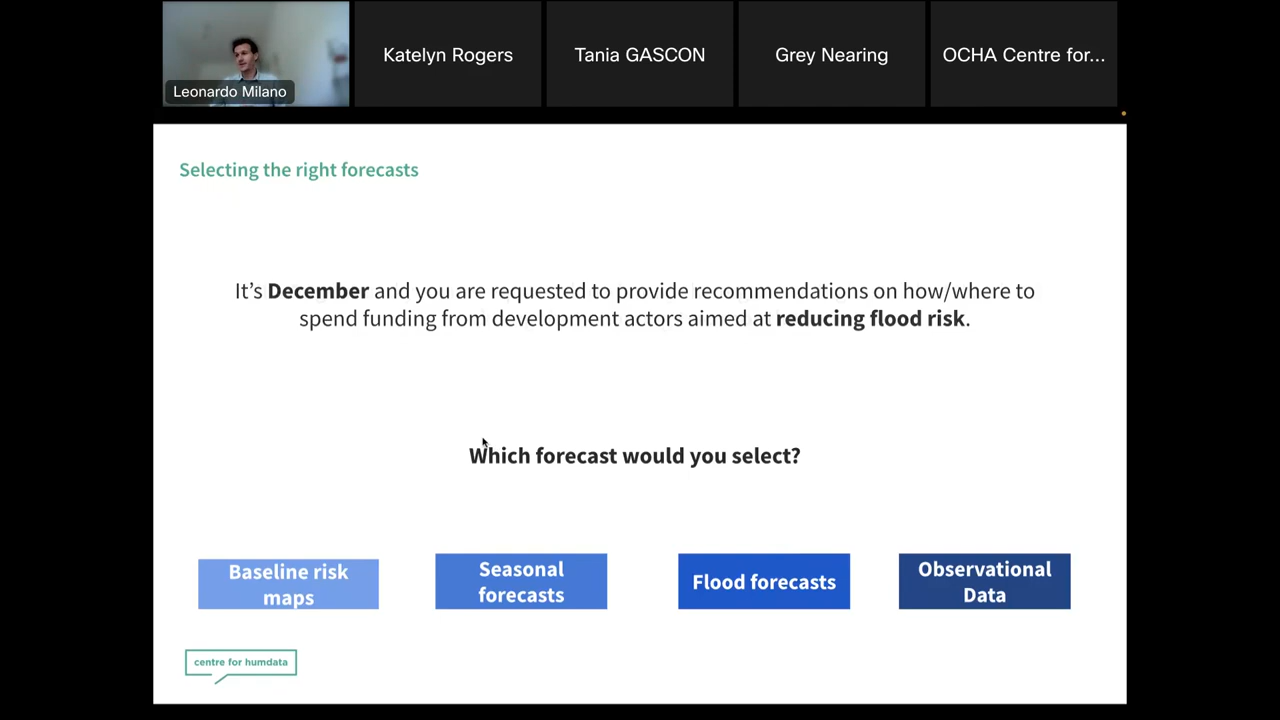 Leonardo Milano
Katelyn Rogers
Tania GASCON
Grey Nearing
OCHA Centre for...
Selecting the right forecasts
It’s December and you are requested to provide recommendations on how/where to
spend funding from development actors aimed at reducing flood risk.
Which forecast would you select?
Baseline risk
maps
Seasonal
forecasts
Flood forecasts
Observational
Data
centre for humdata